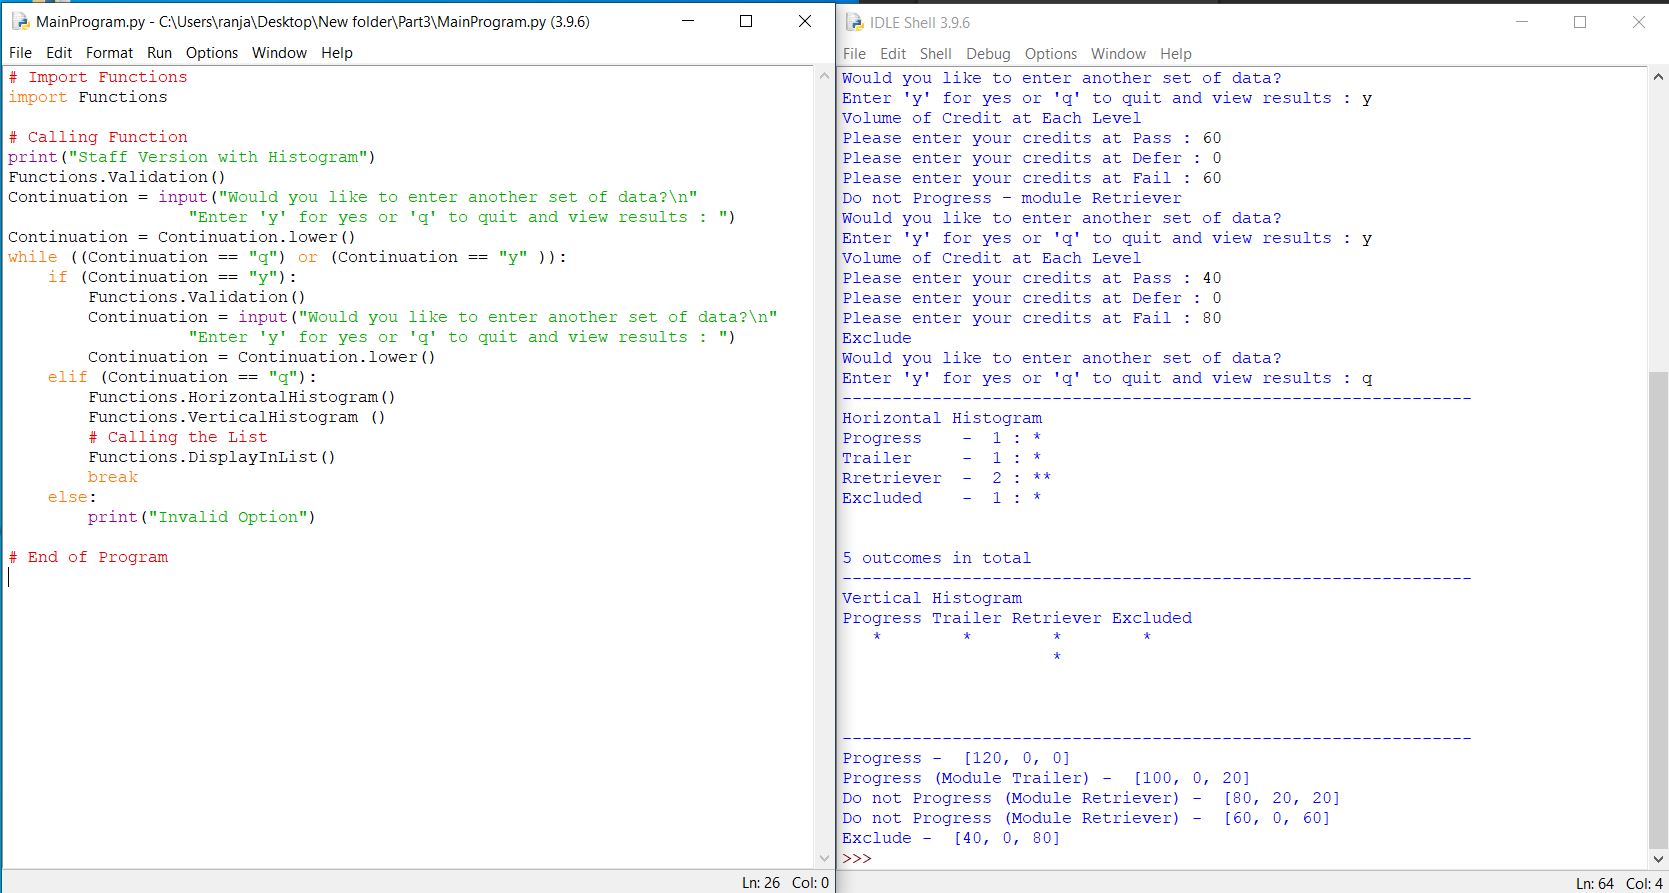 MainProgram.py - C:\Users\ranja\Desktop\New folder\Part3\MainProgram.py (3.9.6)
File Edit Format Run Options Window Help
# Import Functions
import Functions
# Calling Function
print("Staff Version with Histogram")
Functions.Validation()
Continuation = input("Would you like to enter another set of data?\n"
                  "Enter 'y' for yes or 'q' to quit and view results : ")
Continuation = Continuation.lower()
while ((Continuation == "q") or (Continuation == "y" )):
    if (Continuation == "y"):
        Functions.Validation()
        Continuation = input("Would you like to enter another set of data?\n"
                  "Enter 'y' for yes or 'q' to quit and view results : ")
        Continuation = Continuation.lower()
    elif (Continuation == "q"):
        Functions.HorizontalHistogram()
        Functions.VerticalHistogram ()
        # Calling the List
        Functions.DisplayInList()
        break
    else:
        print("Invalid Option")
# End of Program
Ln: 26 Col: 0
IDLE Shell 3.9.6
File Edit Shell Debug Options Window Help
Would you like to enter another set of data?
Enter 'y' for yes or 'q' to quit and view results : y
Volume of Credit at Each Level
Please enter your credits at Pass : 60
Please enter your credits at Defer : 0
Please enter your credits at Fail : 60
Do not Progress - module Retriever
Would you like to enter another set of data?
Enter 'y' for yes or 'q' to quit and view results : y
Volume of Credit at Each Level
Please enter your credits at Pass : 40
Please enter your credits at Defer : 0
Please enter your credits at Fail : 80
Exclude
Would you like to enter another set of data?
Enter 'y' for yes or 'q' to quit and view results : q
---------------------------------------------------------------
Horizontal Histogram
Progress    -  1 : *
Trailer     -  1 : *
Rretriever  -  2 : **
Excluded    -  1 : *
5 outcomes in total
---------------------------------------------------------------
Vertical Histogram
Progress Trailer Retriever Excluded
   *        *        *        *
                     *
---------------------------------------------------------------
Progress -  [120, 0, 0]
Progress (Module Trailer) -  [100, 0, 20]
Do not Progress (Module Retriever) -  [80, 20, 20]
Do not Progress (Module Retriever) -  [60, 0, 60]
Exclude -  [40, 0, 80]
>>>
Ln: 64 Col: 4